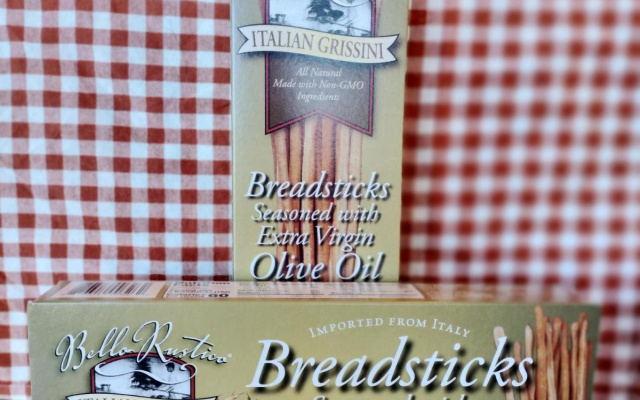 ITALIAN GRISSINI
All Natural
Made with Non-GMO
Ingredients
Breadsticks
Seasoned with
Extra Virgin
Olive Oil
IMPORTED FROM ITALY
Bello Rustico
Breadsticks